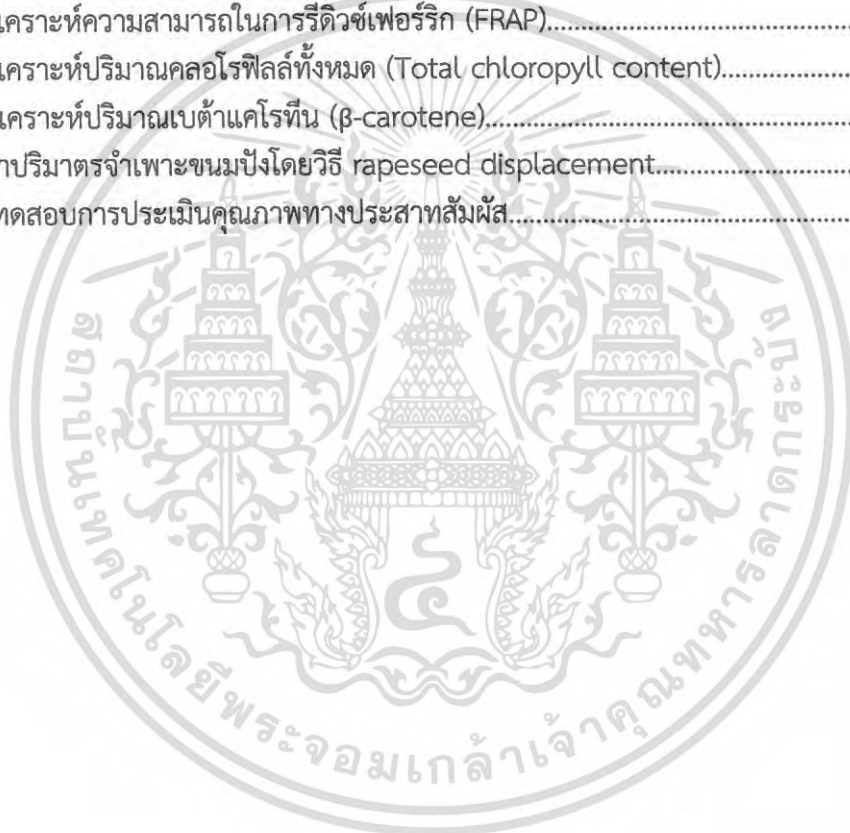 เคราะห์ความสามารถในการรีดิวซ์เฟอร์ริก (FRAP)................................................
เคราะห์ปริมาณคลอโรฟิลล์ทั้งหมด (Total chloropyll content)....................
เคราะห์ปริมาณเบต้าแคโรทีน (β-carotene)........................................................
าปริมาตรจำเพาะขนมปังโดยวิธี rapeseed displacement..............................
ทดสอบการประเมินคุณภาพทางประสาทสัมผัส.....................................................
สถาบันเทคโนโลยีพระจอมเกล้าเจ้าคุณทหารลาดกระบัง
๔